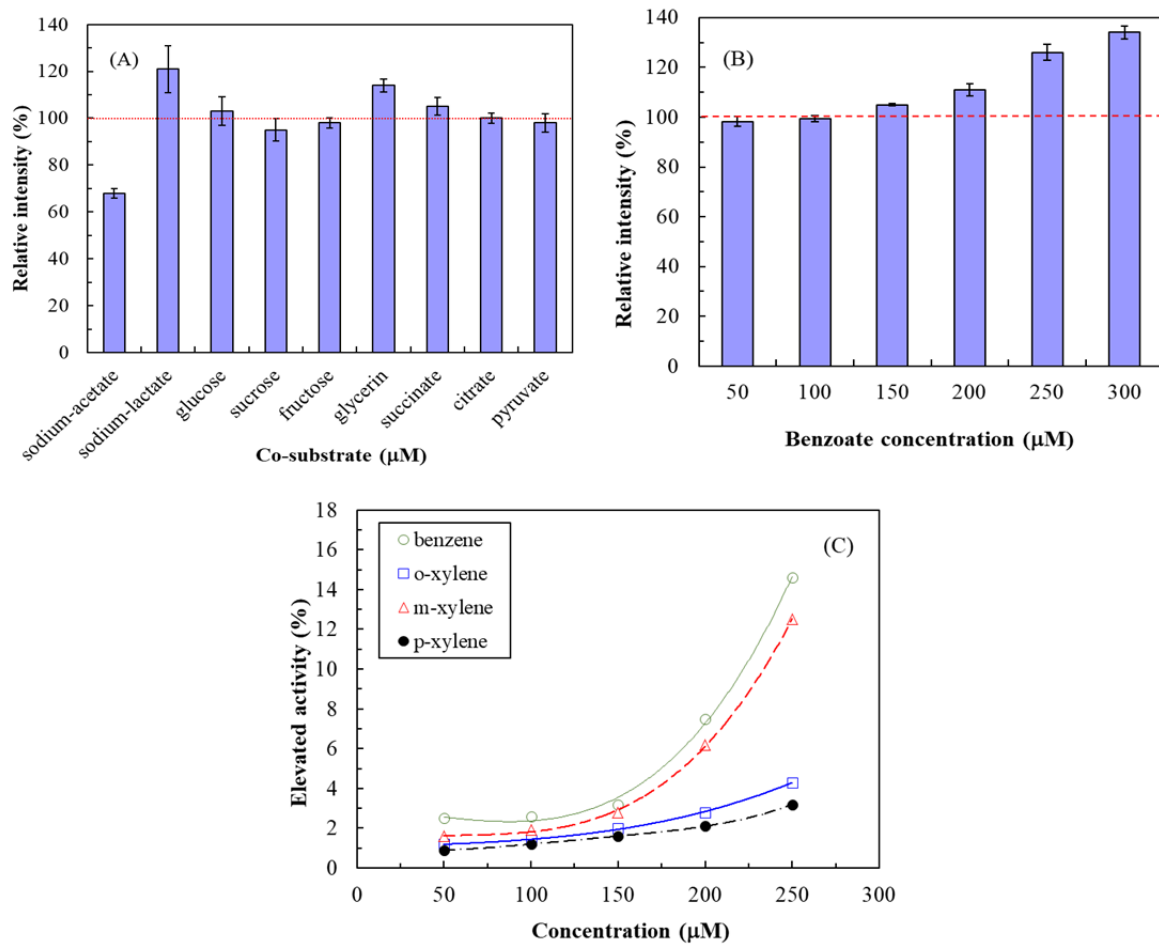 (A)
Relative intensity (%)
140
120
100
80
60
40
20
0
sodium-acetate
sodium-lactate
glucose
sucrose
fructose
glycerin
succinate
citrate
pyruvate
Co-substrate (μM)
(B)
Relative intensity (%)
140
120
100
80
60
40
20
0
50 100 150 200 250 300
Benzoate concentration (μM)
(C)
Elevated activity (%)
18
16
14
12
10
8
6
4
2
0
benzene
o-xylene
m-xylene
p-xylene
0 50 100 150 200 250 300
Concentration (μM)